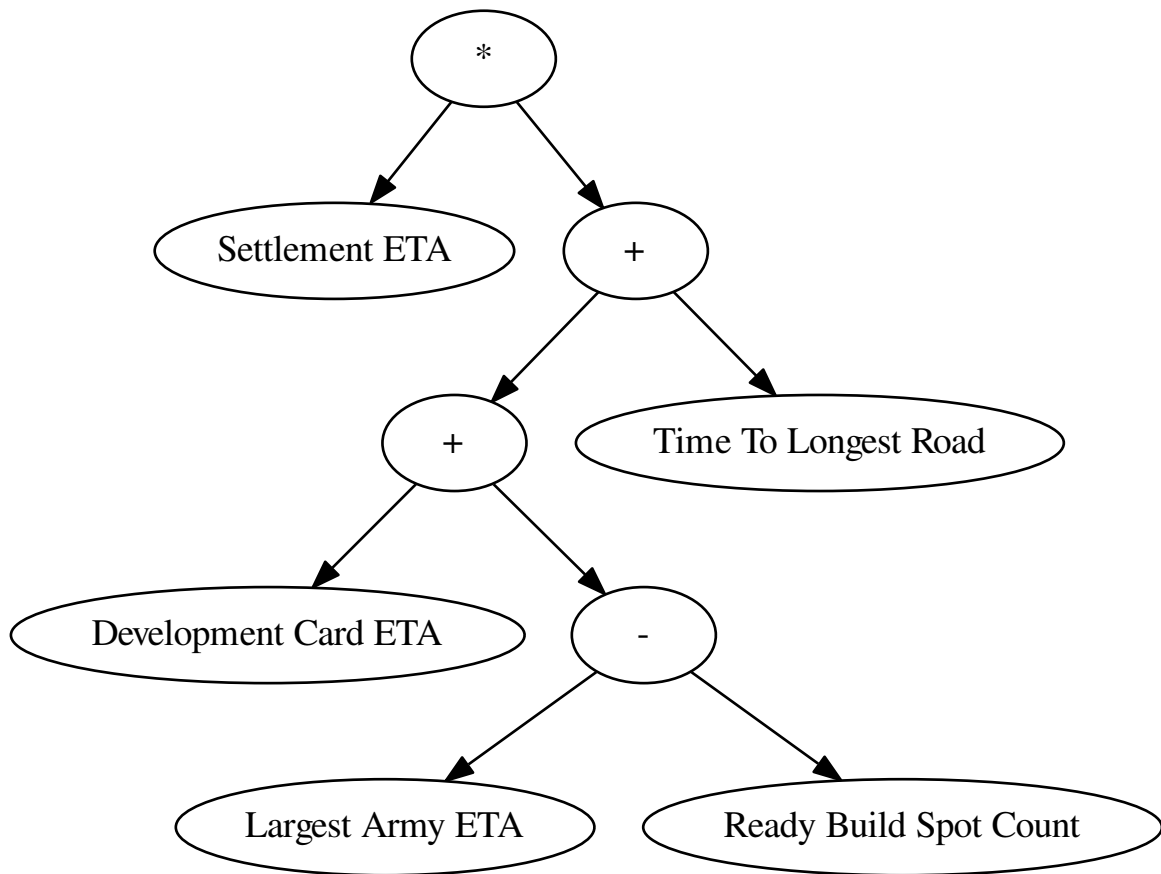 *
Settlement ETA
+
+
Time To Longest Road
Development Card ETA
-
Largest Army ETA
Ready Build Spot Count